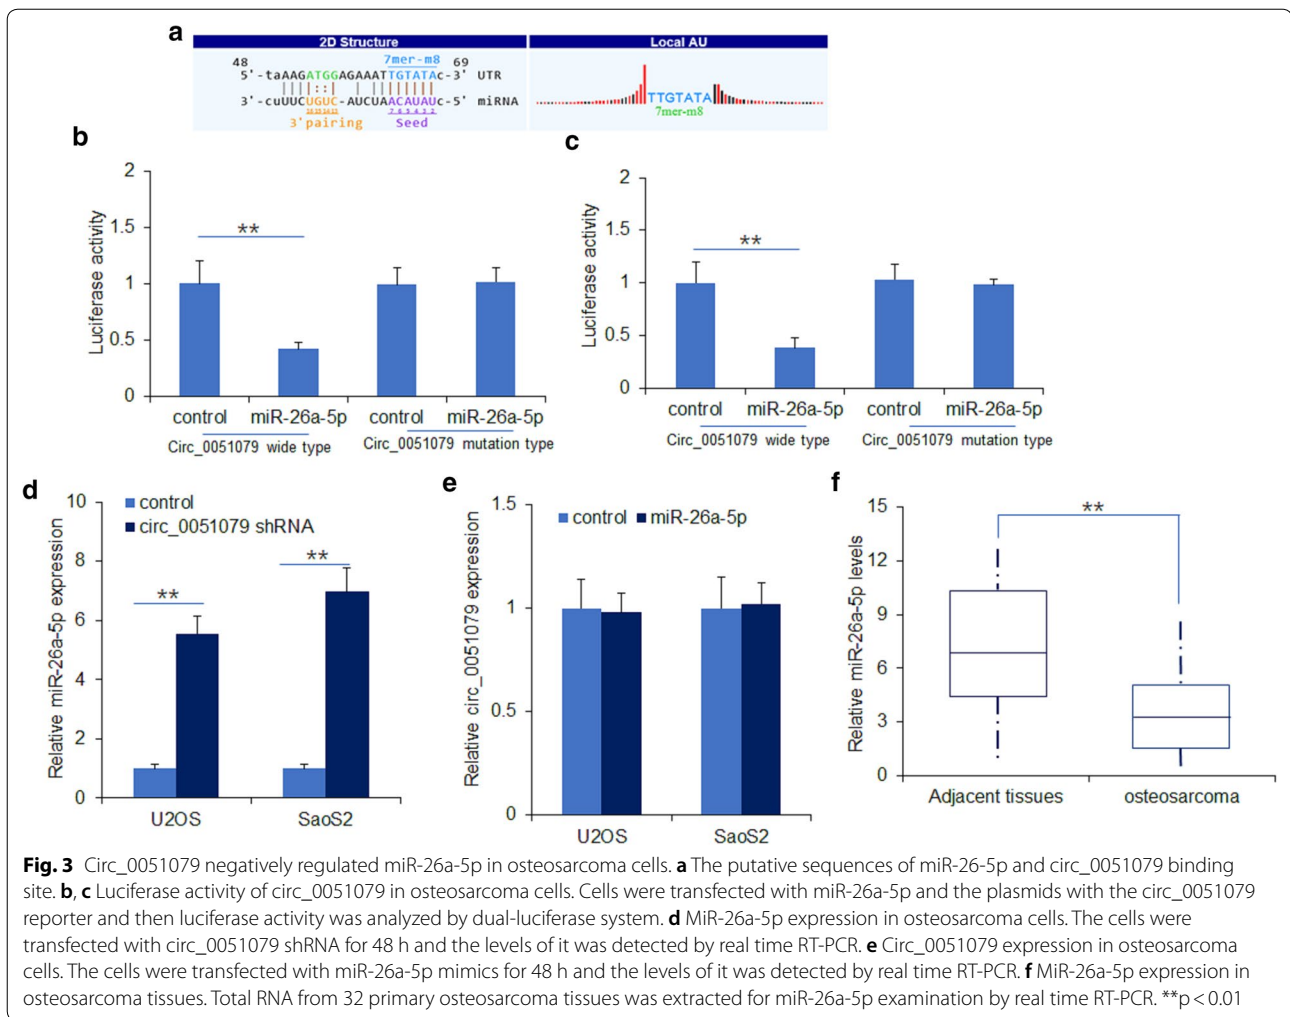 a
2D Structure
Local AU
48
7mer-m8
69
5'-taAAGATGGAGAAATTGTATAc-3' UTR
3'-cuUUCUGUC-AUCUAACAUAUc-5' miRNA
7 6 5 4 3 2
3'pairing
Seed
TTGTATA
7mer-m8
b
Luciferase activity
2
1.5
1
0.5
0
**
control
miR-26a-5p
control
miR-26a-5p
Circ_0051079 wide type
Circ_0051079 mutation type
c
Luciferase activity
2
1.5
1
0.5
0
**
control
miR-26a-5p
control
miR-26a-5p
Circ_0051079 wide type
Circ_0051079 mutation type
d
Relative miR-26a-5p expression
10
8
6
4
2
0
control
circ_0051079 shRNA
**
**
U2OS
SaoS2
e
Relative circ_0051079 expression
1.5
1
0.5
0
control
miR-26a-5p
U2OS
SaoS2
f
Relative miR-26a-5p levels
15
12
9
6
3
0
**
Adjacent tissues
osteosarcoma
Fig. 3 Circ_0051079 negatively regulated miR-26a-5p in osteosarcoma cells. a The putative sequences of miR-26-5p and circ_0051079 binding
site. b, c Luciferase activity of circ_0051079 in osteosarcoma cells. Cells were transfected with miR-26a-5p and the plasmids with the circ_0051079
reporter and then luciferase activity was analyzed by dual-luciferase system. d MiR-26a-5p expression in osteosarcoma cells. The cells were
transfected with circ_0051079 shRNA for 48 h and the levels of it was detected by real time RT-PCR. e Circ_0051079 expression in osteosarcoma
cells. The cells were transfected with miR-26a-5p mimics for 48 h and the levels of it was detected by real time RT-PCR. f MiR-26a-5p expression in
osteosarcoma tissues. Total RNA from 32 primary osteosarcoma tissues was extracted for miR-26a-5p examination by real time RT-PCR. **p < 0.01